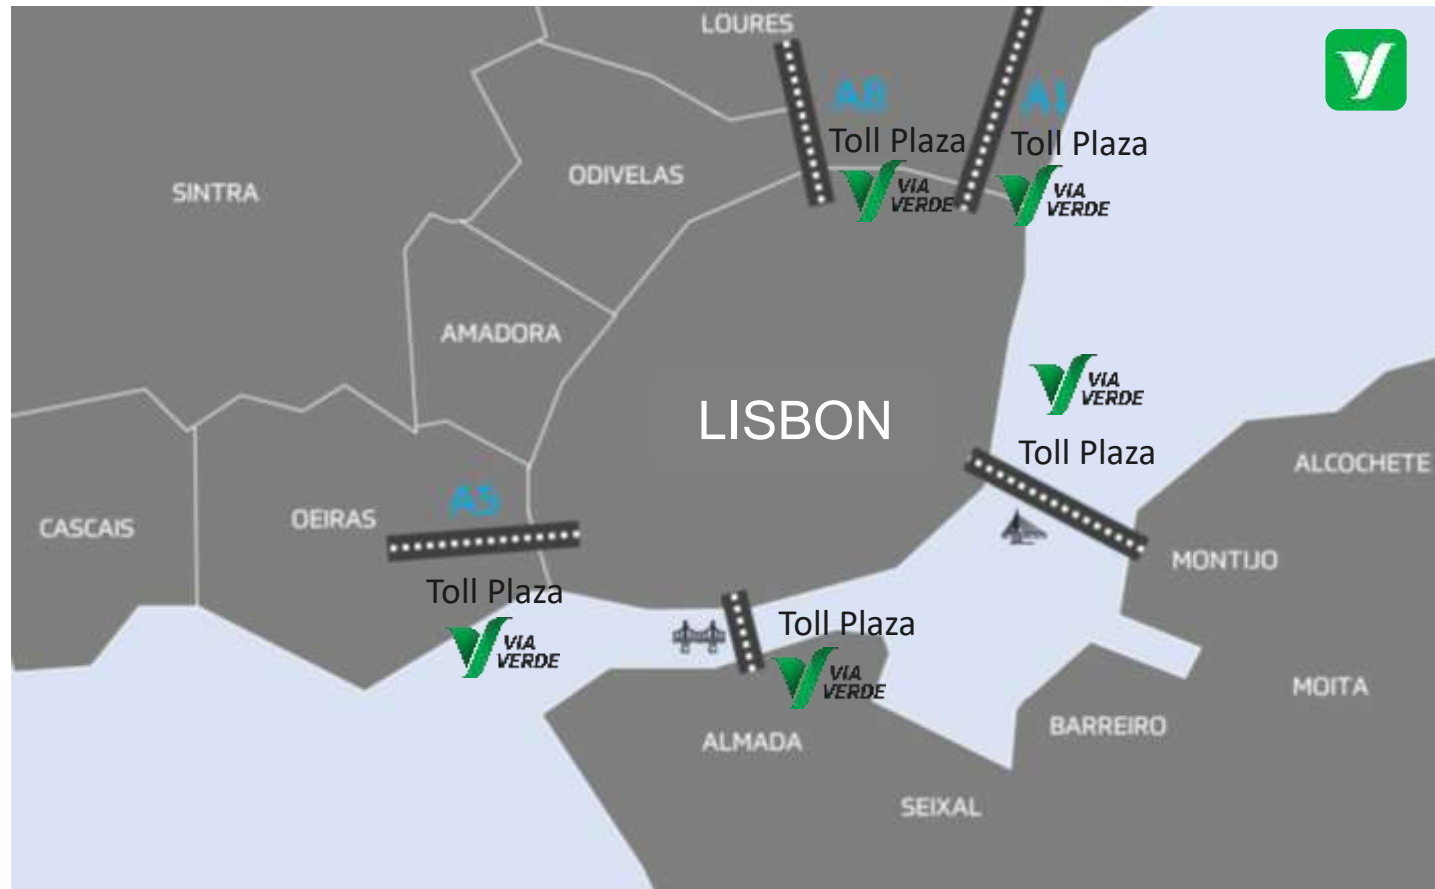 LOURES
A8
A1
Toll Plaza
Toll Plaza
ODIVELAS
SINTRA
VIA
VERDE
VIA
VERDE
AMADORA
VIA
VERDE
LISBON
Toll Plaza
ALCOCHETE
A5
OEIRAS
CASCAIS
MONTIJO
Toll Plaza
Toll Plaza
VIA
VERDE
VIA
VERDE
MOITA
BARREIRO
ALMADA
SEIXAL